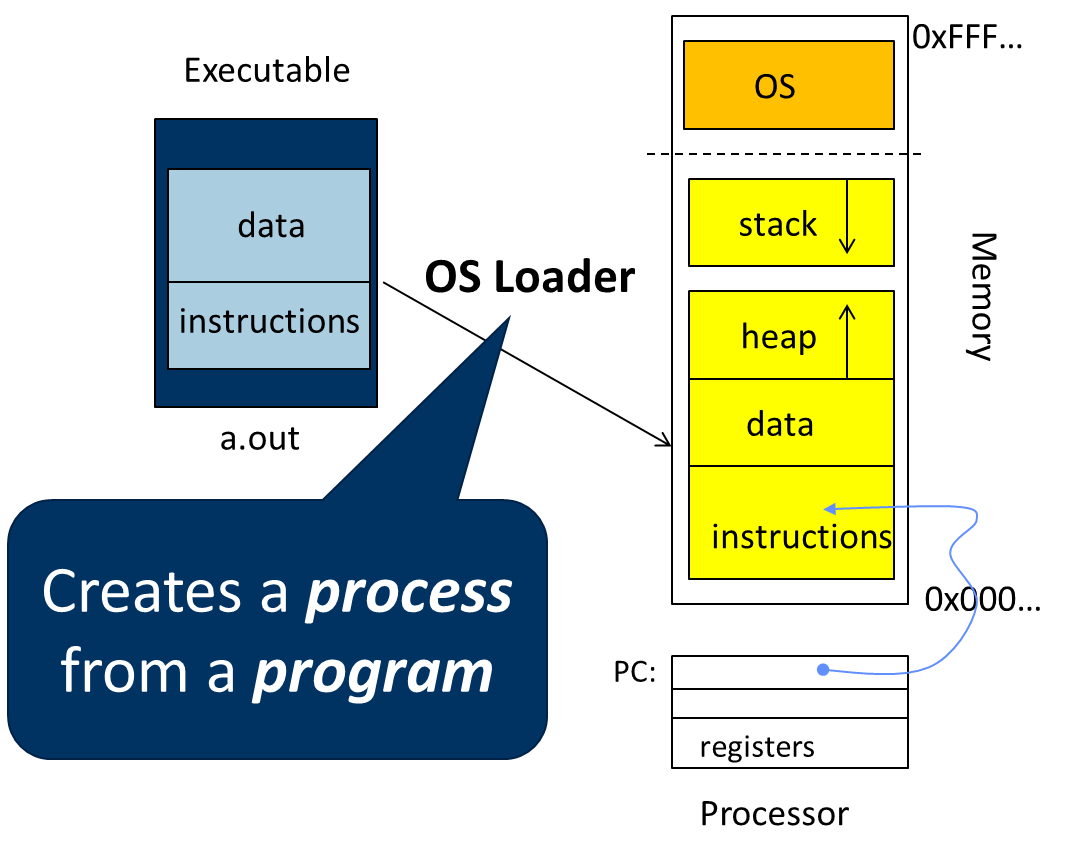 Executable
data
instructions
a.out
OS Loader
Creates a process
from a program
0xFFF...
OS
stack
heap
data
instructions
Memory
0x000...
PC:
registers
Processor